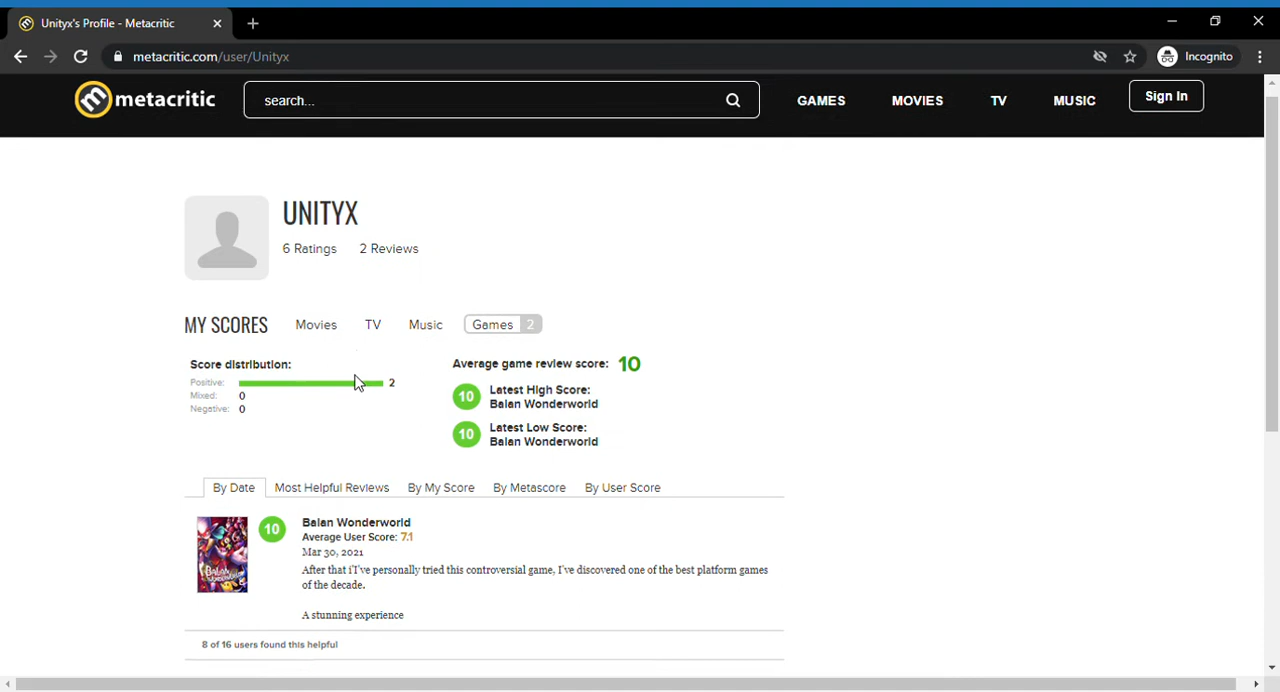 Unityx's Profile - Metacritic
metacritic.com/user/Unityx
Incognito
metacritic
search...
GAMES
MOVIES
TV
MUSIC
Sign In
UNITYX
6 Ratings 2 Reviews
MY SCORES Movies TV Music Games 2
Score distribution:
Positive: 2
Mixed: 0
Negative: 0
Average game review score: 10
10 Latest High Score:
Balan Wonderworld
10 Latest Low Score:
Balan Wonderworld
By Date Most Helpful Reviews By My Score By Metascore By User Score
10 Balan Wonderworld
Average User Score: 7.1
Mar 30, 2021
After that iT've personally tried this controversial game, I've discovered one of the best platform games
of the decade.
A stunning experience
8 of 16 users found this helpful